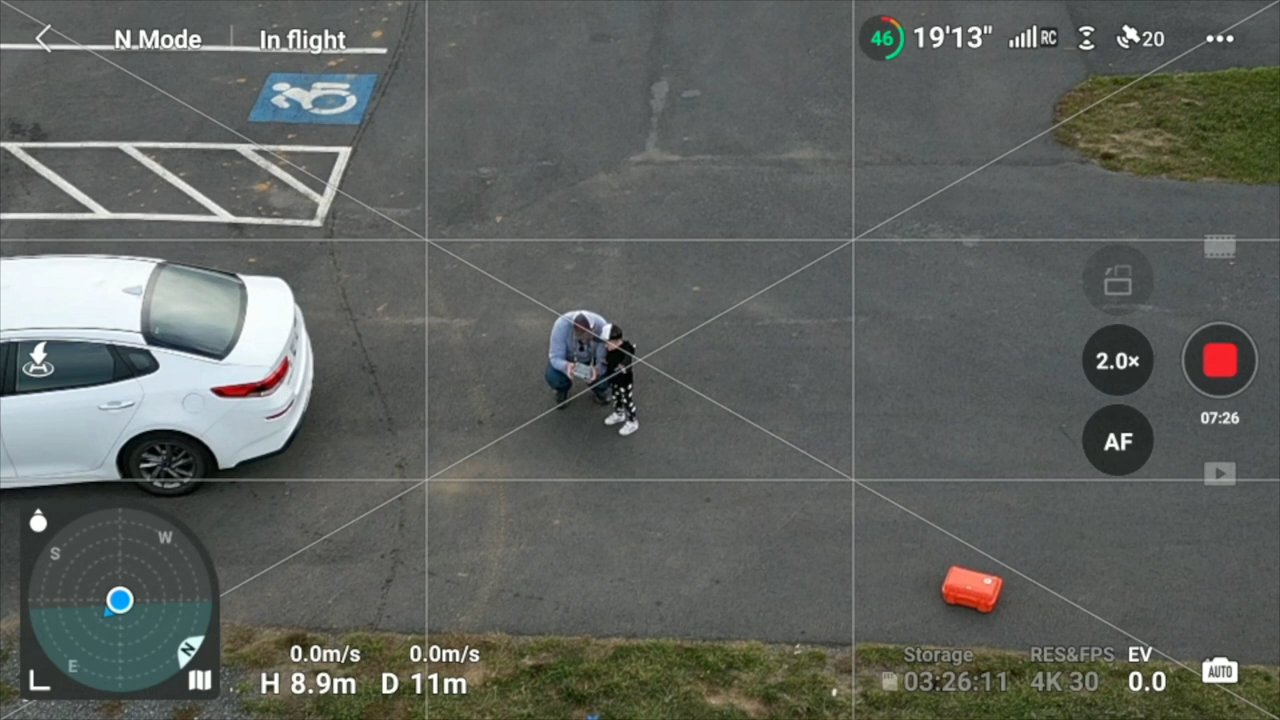 N Mode | In flight
46 19'13" RC 20
2.0×
07:26
AF
S W
N
E
0.0m/s 0.0m/s
H 8.9m D 11m
Storage RES&FPS EV
03:26:11 4K 30 0.0
AUTO